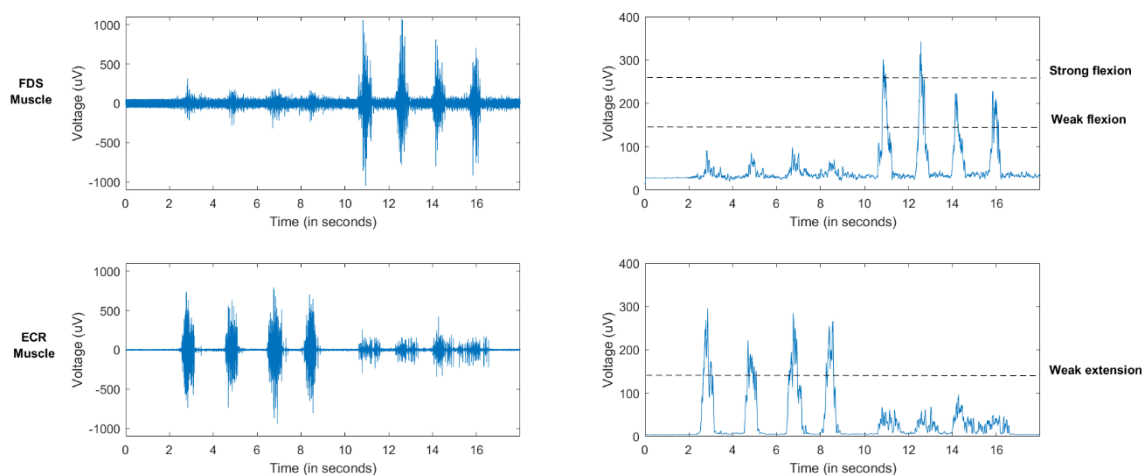 FDS
Muscle
Voltage (uV)
1000
500
0
-500
-1000
0 2 4 6 8 10 12 14 16
Time (in seconds)
Voltage (uV)
400
300
200
100
0
0 2 4 6 8 10 12 14 16
Time (in seconds)
Strong flexion
Weak flexion
ECR
Muscle
Voltage (uV)
1000
500
0
-500
-1000
0 2 4 6 8 10 12 14 16
Time (in seconds)
Voltage (uV)
400
300
200
100
0
0 2 4 6 8 10 12 14 16
Time (in seconds)
Weak extension